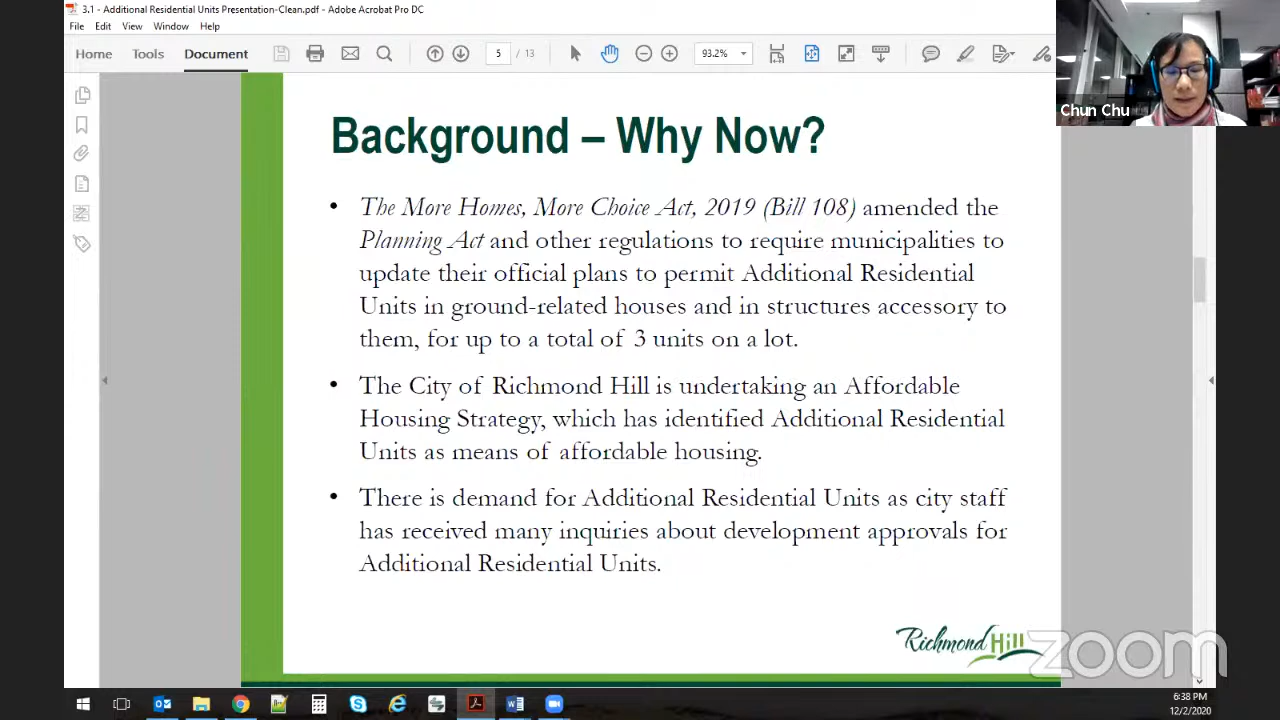 3.1 - Additional Residential Units Presentation-Clean.pdf - Adobe Acrobat Pro DC
File Edit View Window Help
Home Tools Document 5 / 13 93.2%
Chun Chu
Background – Why Now?
• The More Homes, More Choice Act, 2019 (Bill 108) amended the
Planning Act and other regulations to require municipalities to
update their official plans to permit Additional Residential
Units in ground-related houses and in structures accessory to
them, for up to a total of 3 units on a lot.
• The City of Richmond Hill is undertaking an Affordable
Housing Strategy, which has identified Additional Residential
Units as means of affordable housing.
• There is demand for Additional Residential Units as city staff
has received many inquiries about development approvals for
Additional Residential Units.
Richmond Hill
zoom
6:38 PM
12/2/2020